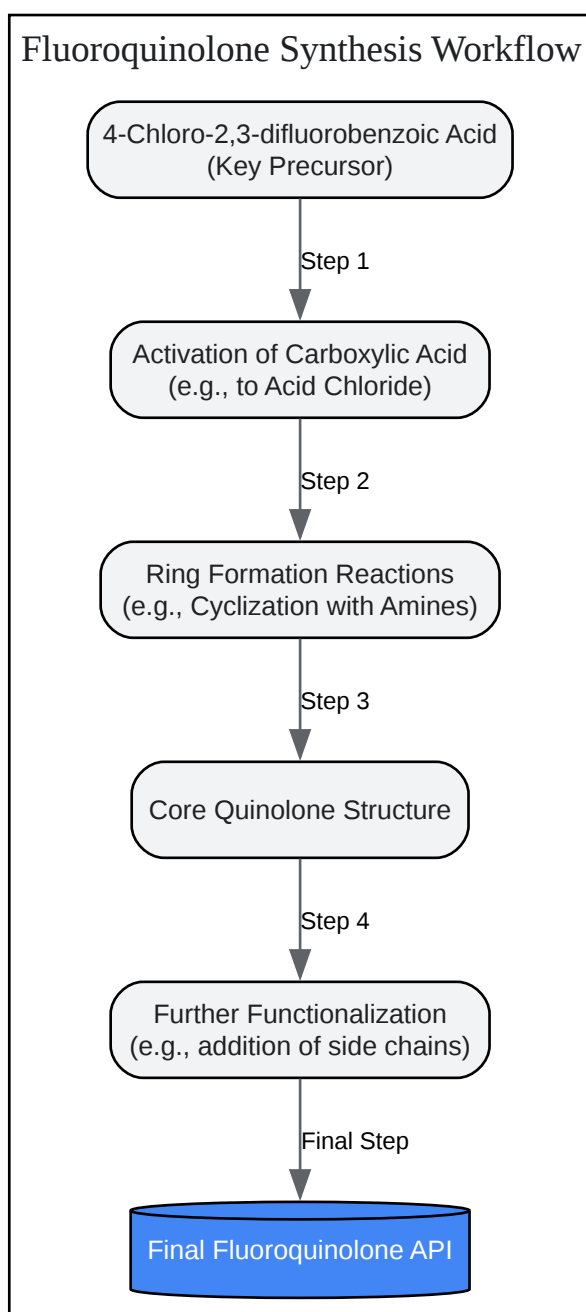 Fluoroquinolone Synthesis Workflow
4-Chloro-2,3-difluorobenzoic Acid
(Key Precursor)
Step 1
Activation of Carboxylic Acid
(e.g., to Acid Chloride)
Step 2
Ring Formation Reactions
(e.g., Cyclization with Amines)
Step 3
Core Quinolone Structure
Step 4
Further Functionalization
(e.g., addition of side chains)
Final Step
Final Fluoroquinolone API